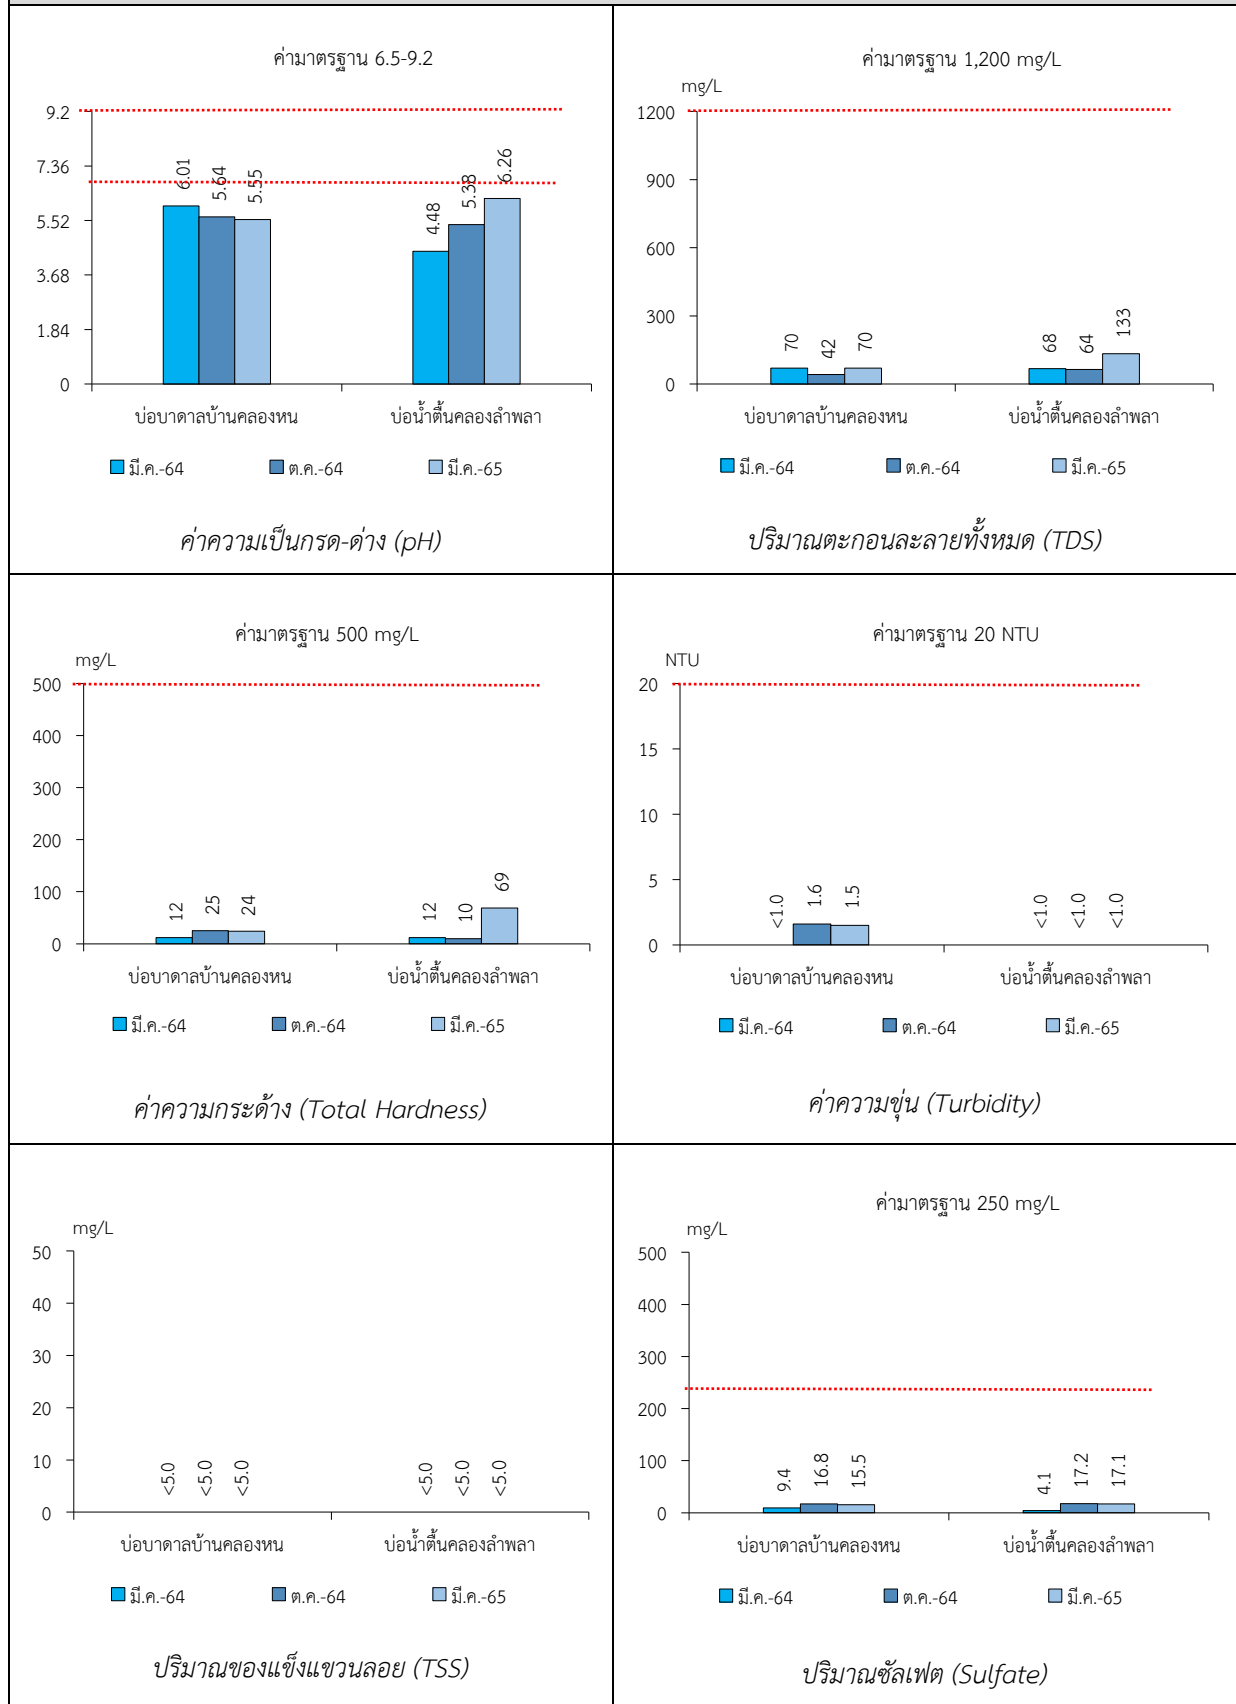 ค่ามาตรฐาน 6.5-9.2
9.2
7.36
5.52
3.68
1.84
0
6.01
5.64
5.55
4.48
5.38
6.26
บ่อบาดาลบ้านคลองหน
บ่อน้ำตื้นคลองลำพลา
มี.ค.-64
ต.ค.-64
มี.ค.-65
ค่าความเป็นกรด-ด่าง (pH)
ค่ามาตรฐาน 1,200 mg/L
mg/L
1200
900
600
300
0
70
42
70
68
64
133
บ่อบาดาลบ้านคลองหน
บ่อน้ำตื้นคลองลำพลา
มี.ค.-64
ต.ค.-64
มี.ค.-65
ปริมาณตะกอนละลายทั้งหมด (TDS)
ค่ามาตรฐาน 500 mg/L
mg/L
500
400
300
200
100
0
12
25
24
12
10
69
บ่อบาดาลบ้านคลองหน
บ่อน้ำตื้นคลองลำพลา
มี.ค.-64
ต.ค.-64
มี.ค.-65
ค่าความกระด้าง (Total Hardness)
ค่ามาตรฐาน 20 NTU
NTU
20
15
10
5
0
<1.0
1.6
1.5
<1.0
<1.0
<1.0
บ่อบาดาลบ้านคลองหน
บ่อน้ำตื้นคลองลำพลา
มี.ค.-64
ต.ค.-64
มี.ค.-65
ค่าความขุ่น (Turbidity)
mg/L
50
40
30
20
10
0
<5.0
<5.0
<5.0
<5.0
<5.0
<5.0
บ่อบาดาลบ้านคลองหน
บ่อน้ำตื้นคลองลำพลา
มี.ค.-64
ต.ค.-64
มี.ค.-65
ปริมาณของแข็งแขวนลอย (TSS)
ค่ามาตรฐาน 250 mg/L
mg/L
500
400
300
200
100
0
9.4
16.8
15.5
4.1
17.2
17.1
บ่อบาดาลบ้านคลองหน
บ่อน้ำตื้นคลองลำพลา
มี.ค.-64
ต.ค.-64
มี.ค.-65
ปริมาณซัลเฟต (Sulfate)